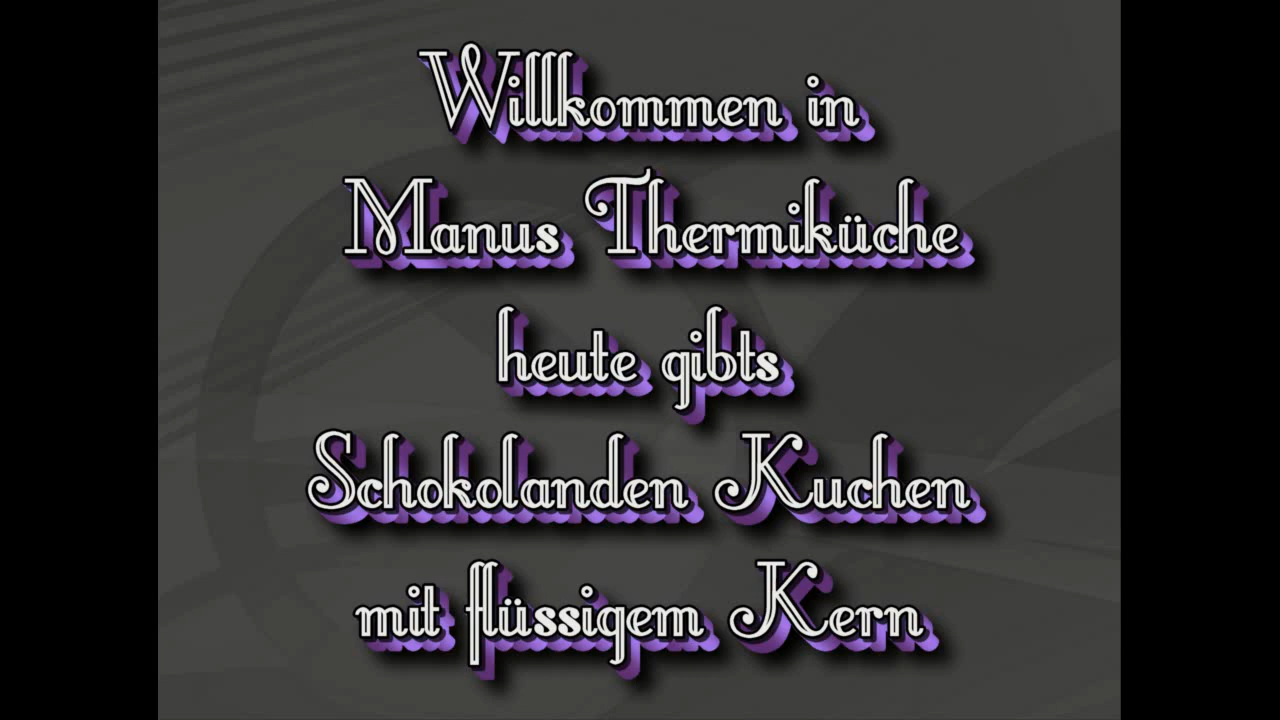 Willkommen in
Manus Thermiküche
heute gibts
Schokolanden Kuchen
mit flüssigem Kern